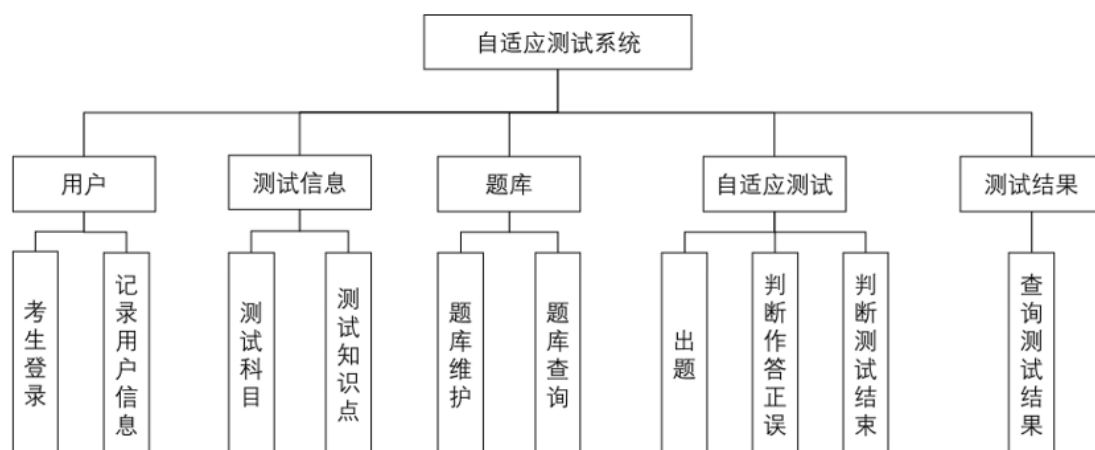 自适应测试系统
用户
测试信息
题库
自适应测试
测试结果
考生登录
记录用户信息
测试科目
测试知识点
题库维护
题库查询
出题
判断作答正误
判断测试结束
查询测试结果